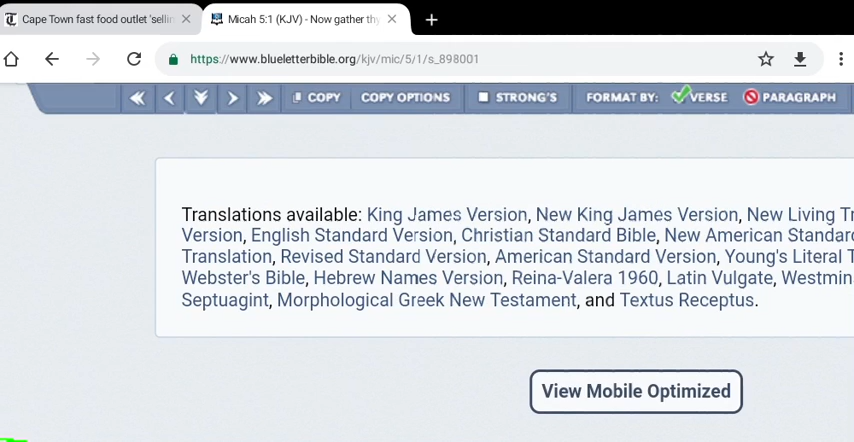 Cape Town fast food outlet 'sellin
Micah 5:1 (KJV) - Now gather thy
https://www.blueletterbible.org/kjv/mic/5/1/s_898001
COPY COPY OPTIONS STRONG'S FORMAT BY: VERSE PARAGRAPH
Translations available: King James Version, New King James Version, New Living Tr
Version, English Standard Version, Christian Standard Bible, New American Standard
Translation, Revised Standard Version, American Standard Version, Young's Literal T
Webster's Bible, Hebrew Names Version, Reina-Valera 1960, Latin Vulgate, Westmin
Septuagint, Morphological Greek New Testament, and Textus Receptus.
View Mobile Optimized